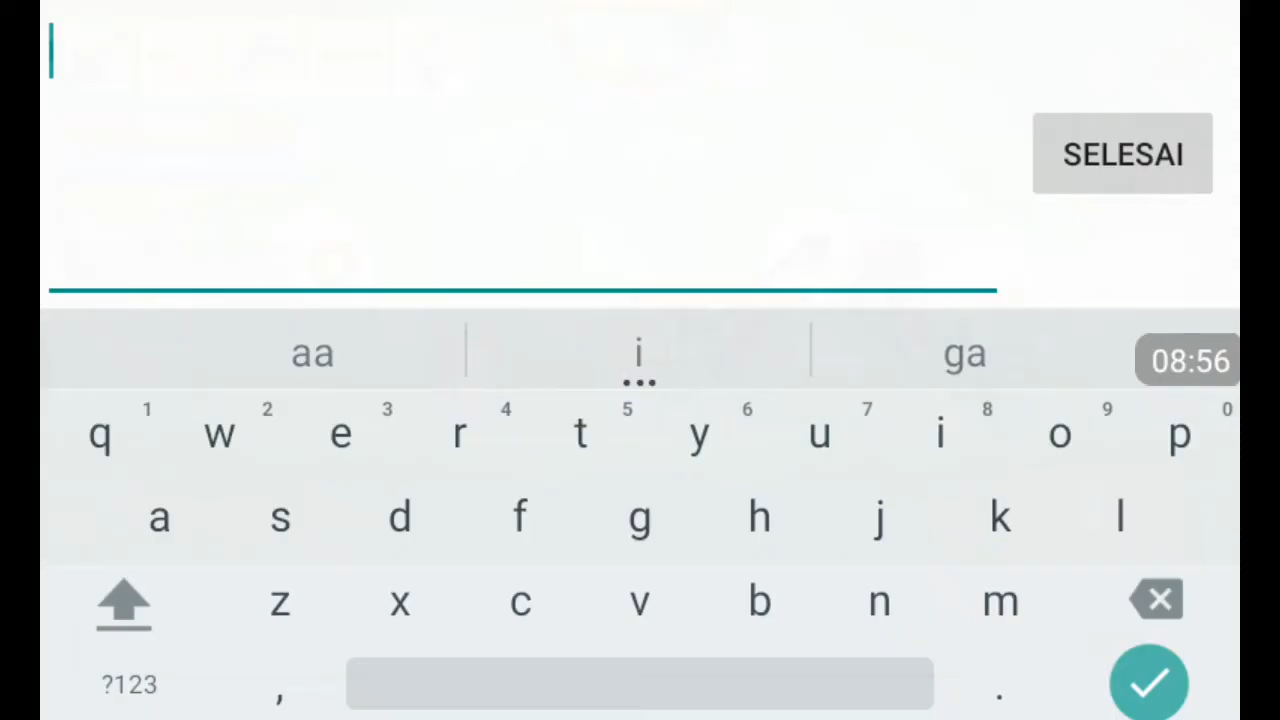 SELESAI
aa i ga
08:56
1 2 3 4 5 6 7 8 9 0
q w e r t y u i o p
a s d f g h j k l
z x c v b n m
?123 , .